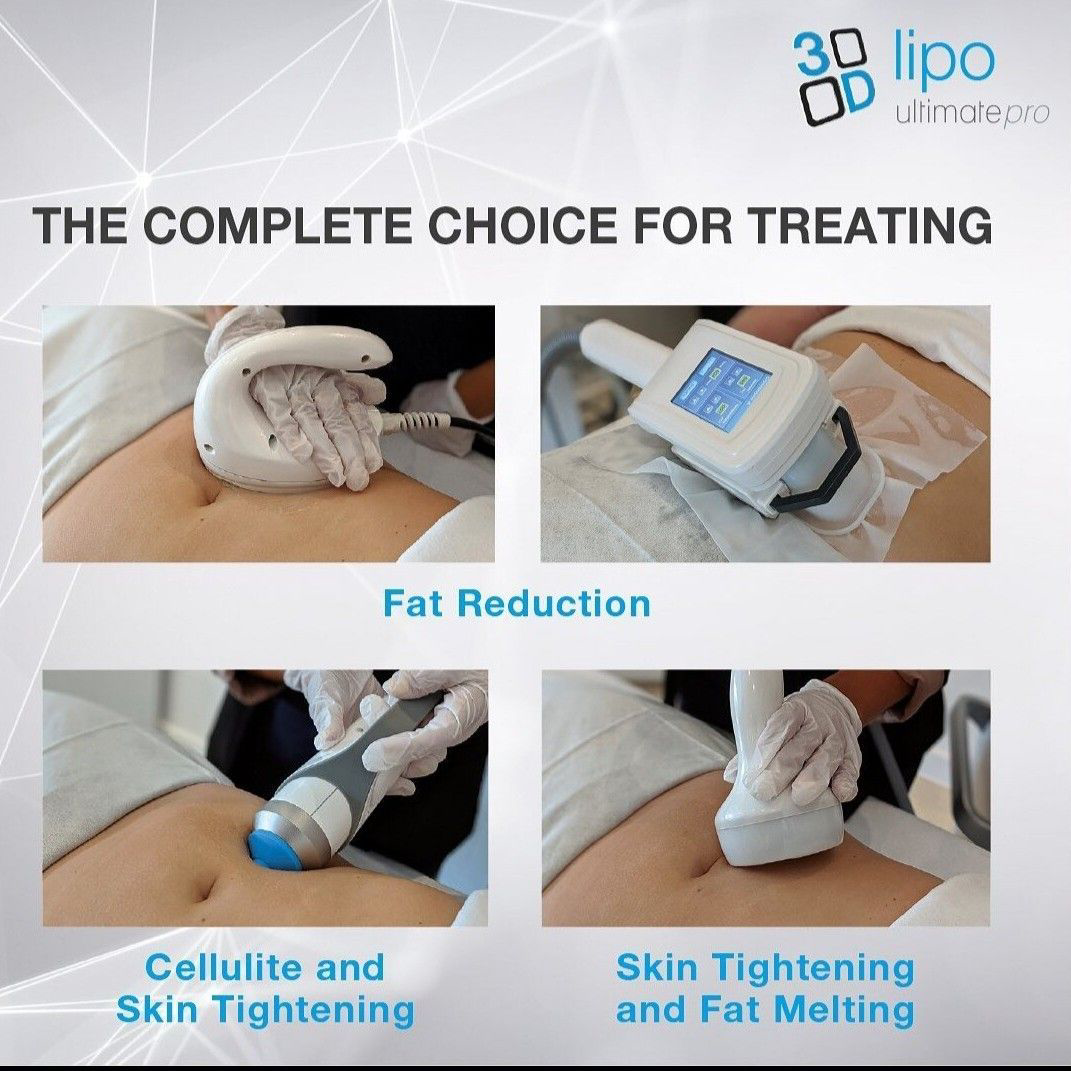 3D lipo
ultimatepro
THE COMPLETE CHOICE FOR TREATING
Fat Reduction
Cellulite and
Skin Tightening
Skin Tightening
and Fat Melting